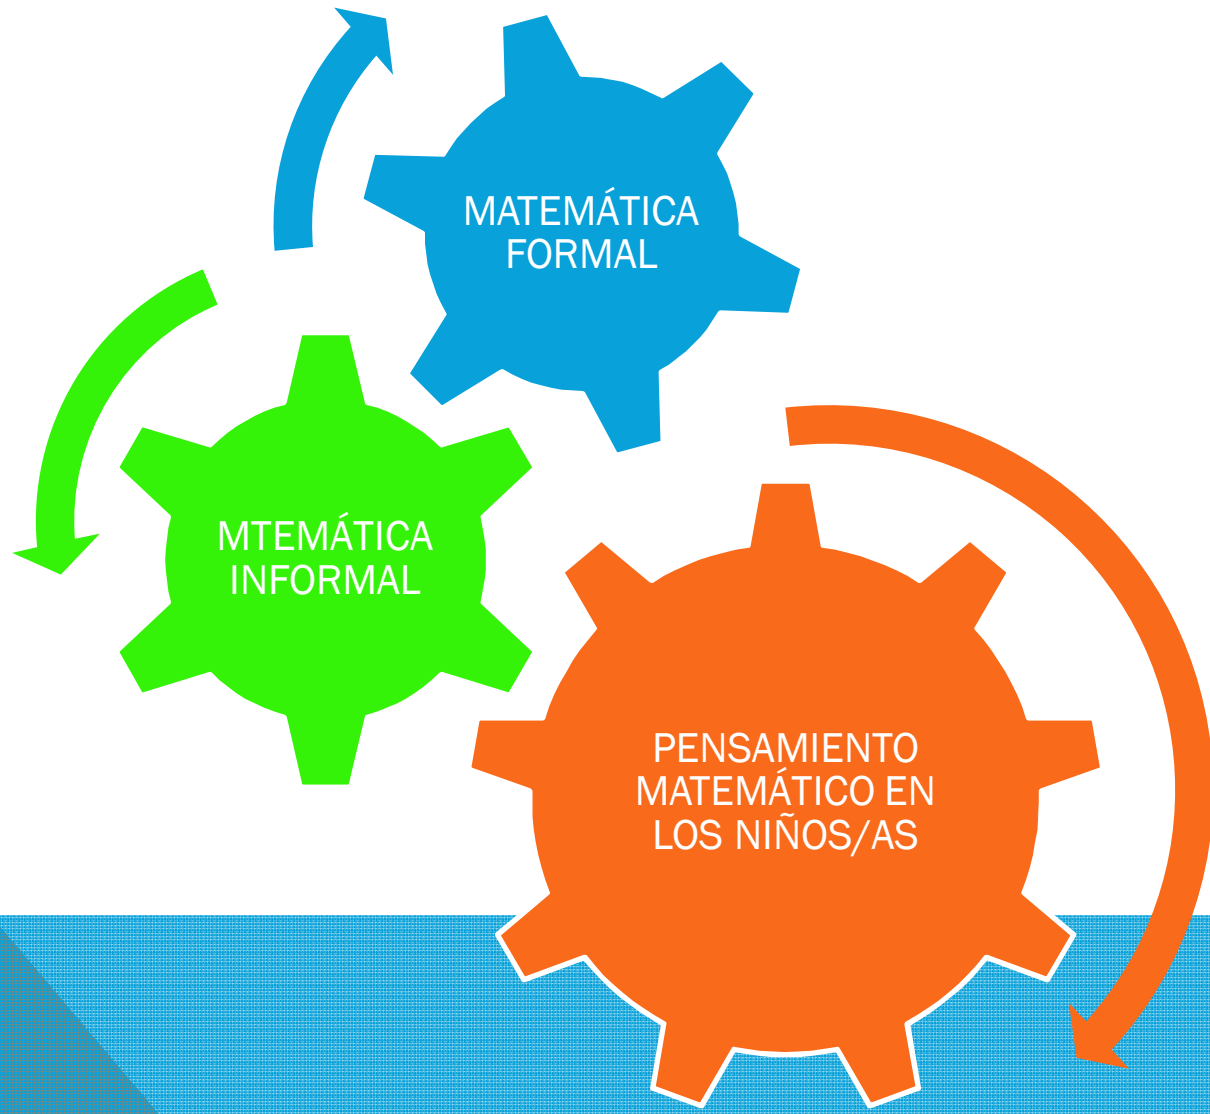 MATEMÁTICA
FORMAL
MTEMÁTICA
INFORMAL
PENSAMIENTO
MATEMÁTICO EN
LOS NIÑOS/AS